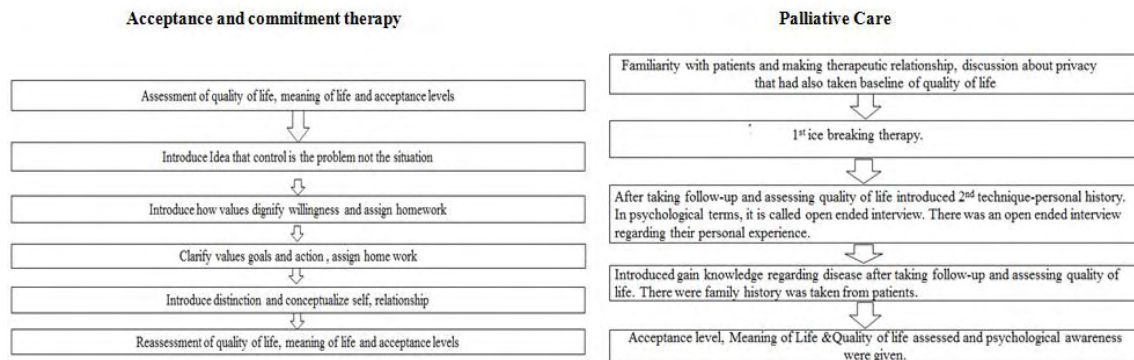 Acceptance and commitment therapy
Assessment of quality of life, meaning of life and acceptance levels
Introduce Idea that control is the problem not the situation
Introduce how values dignify willingness and assign homework
Clarify values goals and action , assign home work
Introduce distinction and conceptualize self, relationship
Reassessment of quality of life, meaning of life and acceptance levels
Palliative Care
Familiarity with patients and making therapeutic relationship, discussion about privacy
that had also taken baseline of quality of life
1st ice breaking therapy.
After taking follow-up and assessing quality of life introduced 2nd technique-personal history.
In psychological terms, it is called open ended interview. There was an open ended interview
regarding their personal experience.
Introduced gain knowledge regarding disease after taking follow-up and assessing quality of
life. There were family history was taken from patients.
Acceptance level, Meaning of Life &Quality of life assessed and psychological awareness
were given.